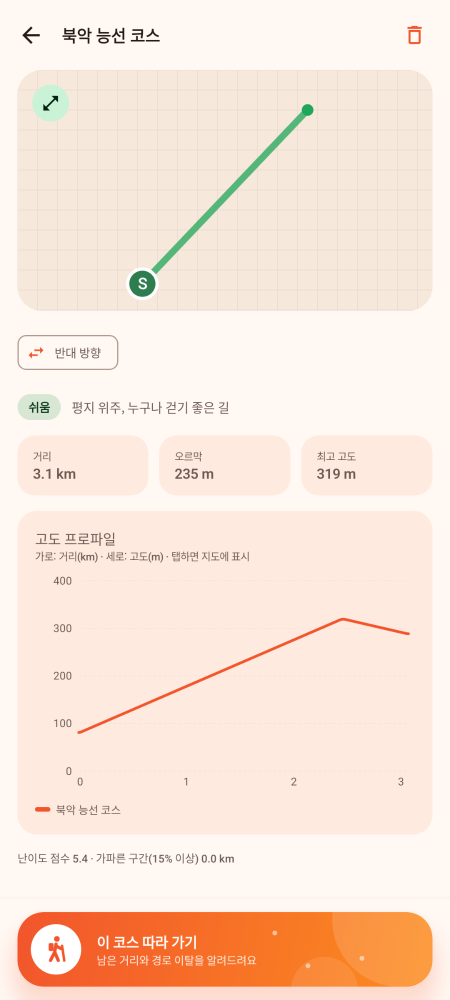 북악 능선 코스
S
반대 방향
쉬움 평지 위주, 누구나 걷기 좋은 길
거리 오르막 최고 고도
3.1 km 235 m 319 m
고도 프로파일
가로: 거리(km) · 세로: 고도(m) · 탭하면 지도에 표시
400
300
200
100
0
0 1 2 3
북악 능선 코스
난이도 점수 5.4 · 가파른 구간(15% 이상) 0.0 km
이 코스 따라 가기
남은 거리와 경로 이탈을 알려드려요